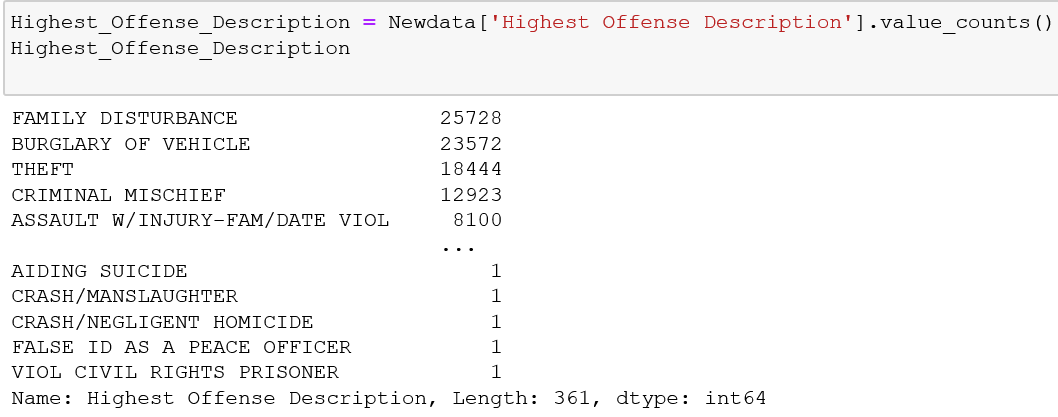 Highest_Offense_Description = Newdata['Highest Offense Description'].value_counts()
Highest_Offense_Description
FAMILY DISTURBANCE 25728
BURGLARY OF VEHICLE 23572
THEFT 18444
CRIMINAL MISCHIEF 12923
ASSAULT W/INJURY-FAM/DATE VIOL 8100
...
AIDING SUICIDE 1
CRASH/MANSLAUGHTER 1
CRASH/NEGLIGENT HOMICIDE 1
FALSE ID AS A PEACE OFFICER 1
VIOL CIVIL RIGHTS PRISONER 1
Name: Highest Offense Description, Length: 361, dtype: int64